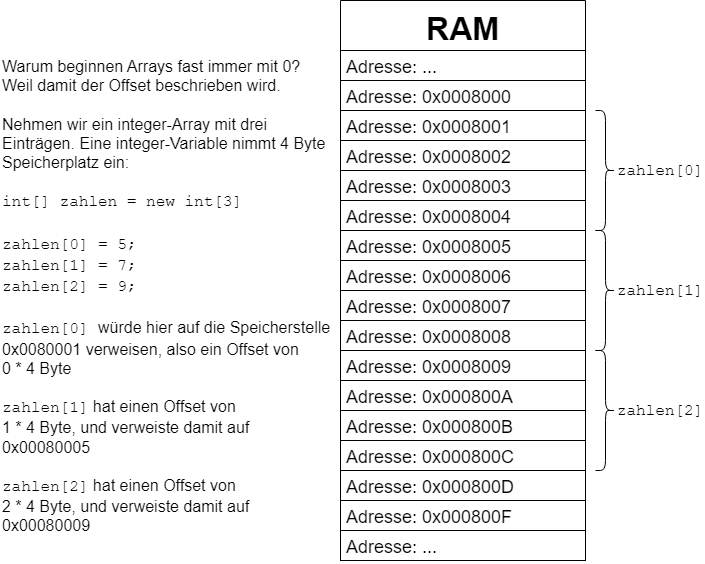 Warum beginnen Arrays fast immer mit 0?
Weil damit der Offset beschrieben wird.
Nehmen wir ein integer-Array mit drei
Einträgen. Eine integer-Variable nimmt 4 Byte
Speicherplatz ein:
int[] zahlen = new int[3]
zahlen[0] = 5;
zahlen[1] = 7;
zahlen[2] = 9;
zahlen[0] würde hier auf die Speicherstelle
0x0080001 verweisen, also ein Offset von
0 * 4 Byte
zahlen[1] hat einen Offset von
1 * 4 Byte, und verweiste damit auf
0x00080005
zahlen[2] hat einen Offset von
2 * 4 Byte, und verweiste damit auf
0x00080009
RAM
Adresse: ...
Adresse: 0x0008000
Adresse: 0x0008001
Adresse: 0x0008002
Adresse: 0x0008003
Adresse: 0x0008004
Adresse: 0x0008005
Adresse: 0x0008006
Adresse: 0x0008007
Adresse: 0x0008008
Adresse: 0x0008009
Adresse: 0x000800A
Adresse: 0x000800B
Adresse: 0x000800C
Adresse: 0x000800D
Adresse: 0x000800F
Adresse: ...
zahlen[0]
zahlen[1]
zahlen[2]